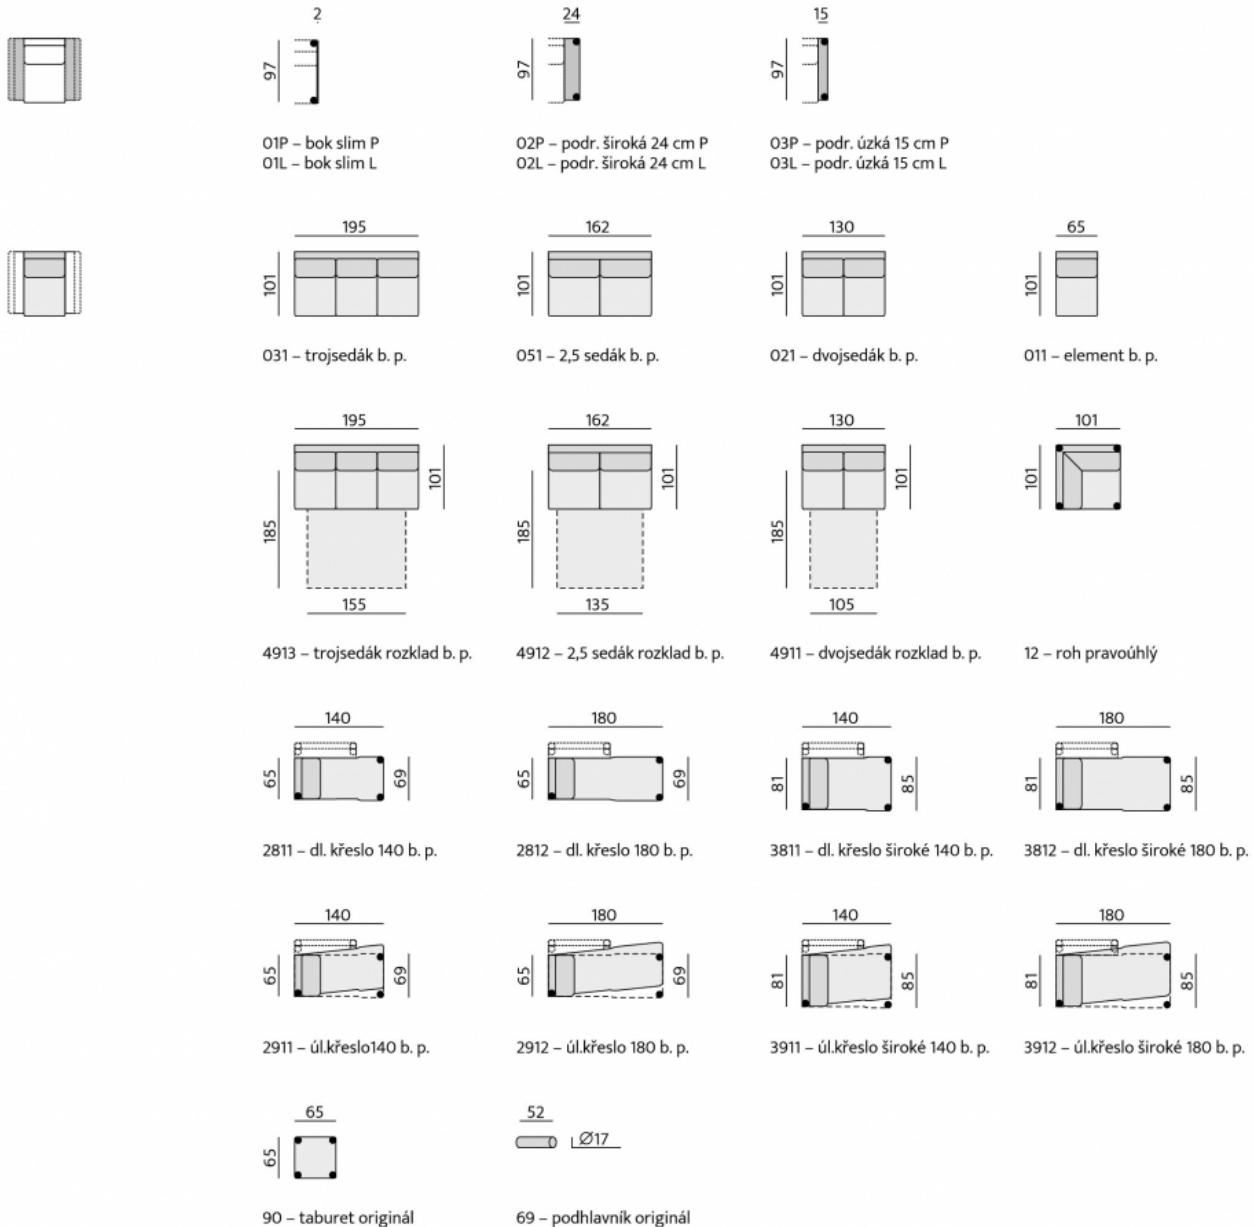 2
24
15
97
97
97
01P – bok slim P
01L – bok slim L
02P – podr. široká 24 cm P
02L – podr. široká 24 cm L
03P – podr. úzká 15 cm P
03L – podr. úzká 15 cm L
195
162
130
65
101
101
101
101
031 – trojsedák b. p.
051 – 2,5 sedák b. p.
021 – dvojsedák b. p.
011 – element b. p.
195
162
130
101
101
101
101
101
185
185
185
155
135
105
4913 – trojsedák rozklad b. p.
4912 – 2,5 sedák rozklad b. p.
4911 – dvojsedák rozklad b. p.
12 – roh pravoúhlý
140
180
140
180
65
69
65
69
81
85
81
85
2811 – dl. křeslo 140 b. p.
2812 – dl. křeslo 180 b. p.
3811 – dl. křeslo široké 140 b. p.
3812 – dl. křeslo široké 180 b. p.
140
180
140
180
65
69
65
69
81
85
81
85
2911 – úl.křeslo140 b. p.
2912 – úl.křeslo 180 b. p.
3911 – úl.křeslo široké 140 b. p.
3912 – úl.křeslo široké 180 b. p.
65
52
65
Ø17
90 – taburet originál
69 – podhlavník originál